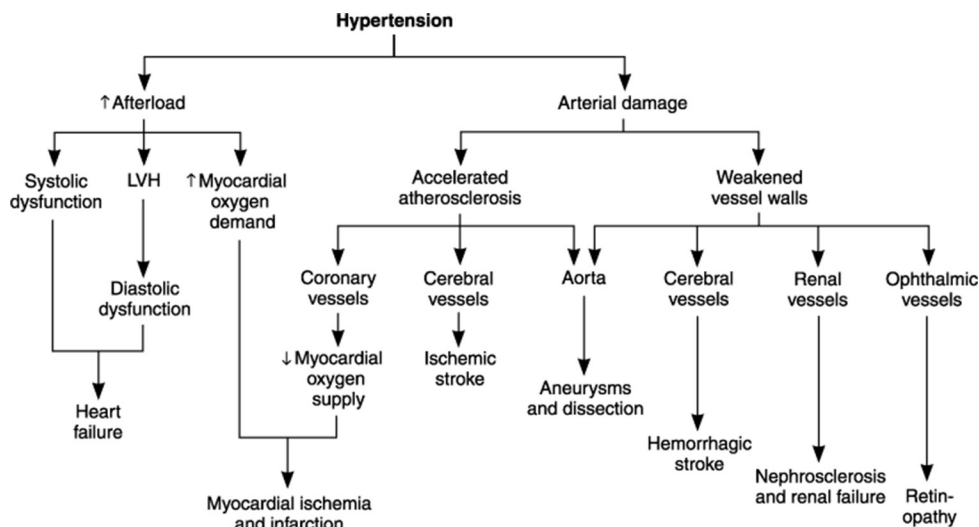 Hypertension
↑Afterload
Arterial damage
Systolic
dysfunction
LVH
↑Myocardial
oxygen
demand
Accelerated
atherosclerosis
Weakened
vessel walls
Diastolic
dysfunction
Coronary
vessels
Cerebral
vessels
Aorta
Cerebral
vessels
Renal
vessels
Ophthalmic
vessels
↓Myocardial
oxygen
supply
Ischemic
stroke
Aneurysms
and dissection
Heart
failure
Hemorrhagic
stroke
Nephrosclerosis
and renal failure
Retin-
opathy
Myocardial ischemia
and infarction